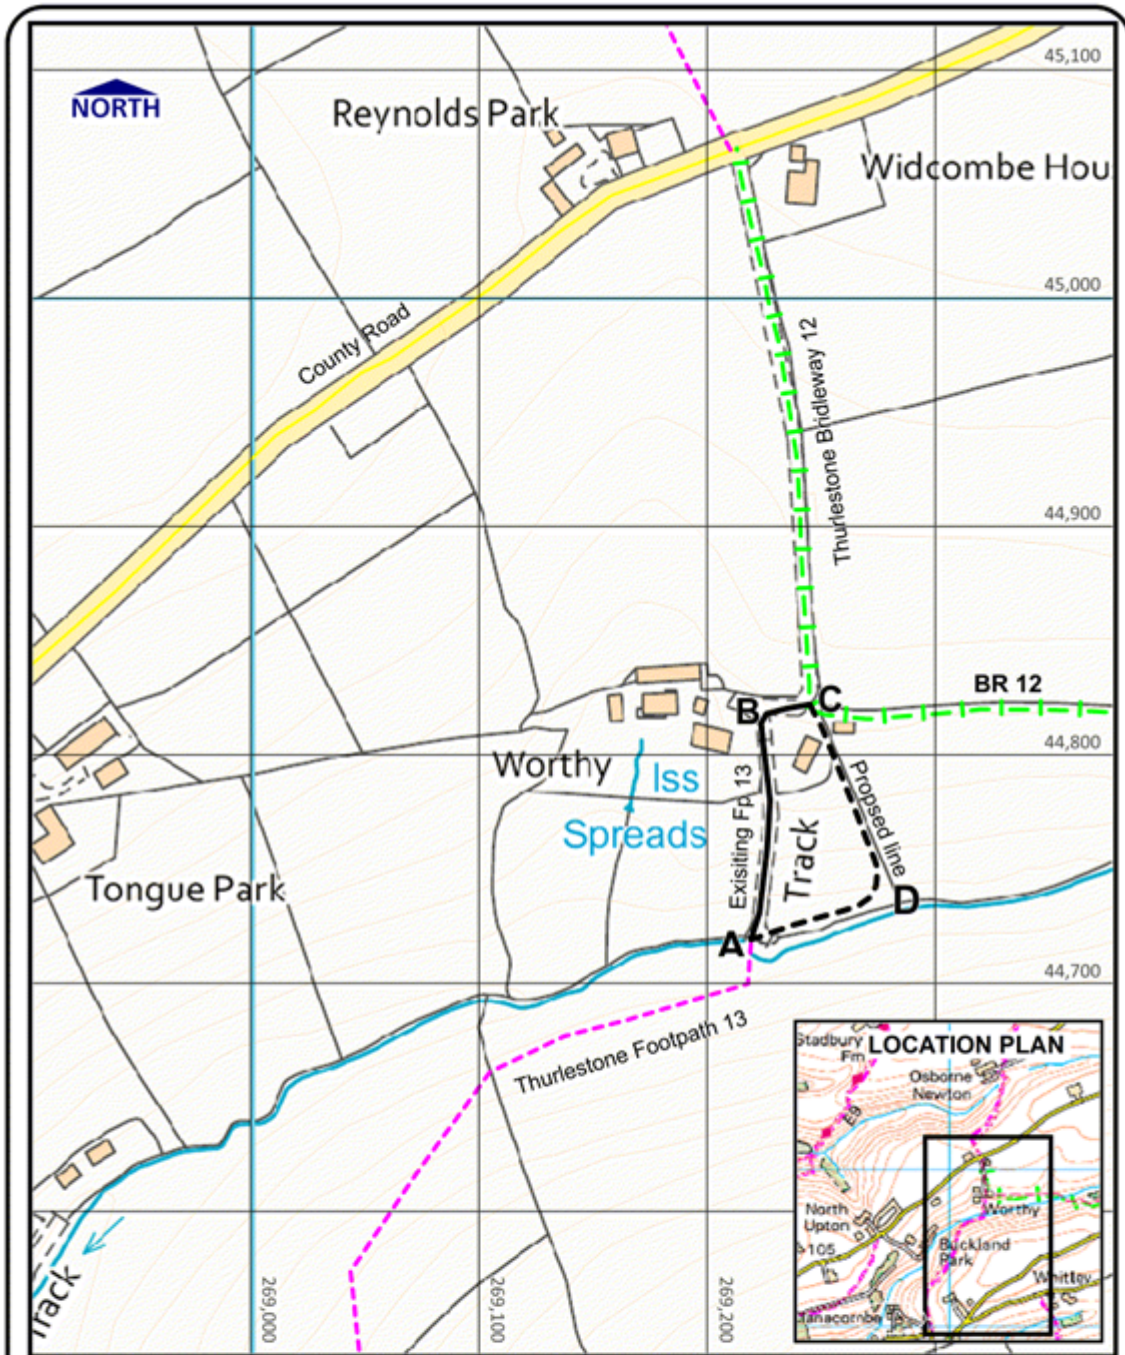 45,100
NORTH
Reynolds Park
Widcombe Hou
45,000
County Road
Thurlestone Bridleway 12
44,900
BR 12
C
B
44,800
Worthy
Iss
Spreads
Exisiting Fp 13
Track
Propsed line
Tongue Park
D
A
44,700
Thurlestone Footpath 13
LOCATION PLAN
Stadbury
Fm
Osborne
Newton
E9
North
Upton
Worthy
105
Buckland
Park
Whitley
Track
269,000
269,100
269,200